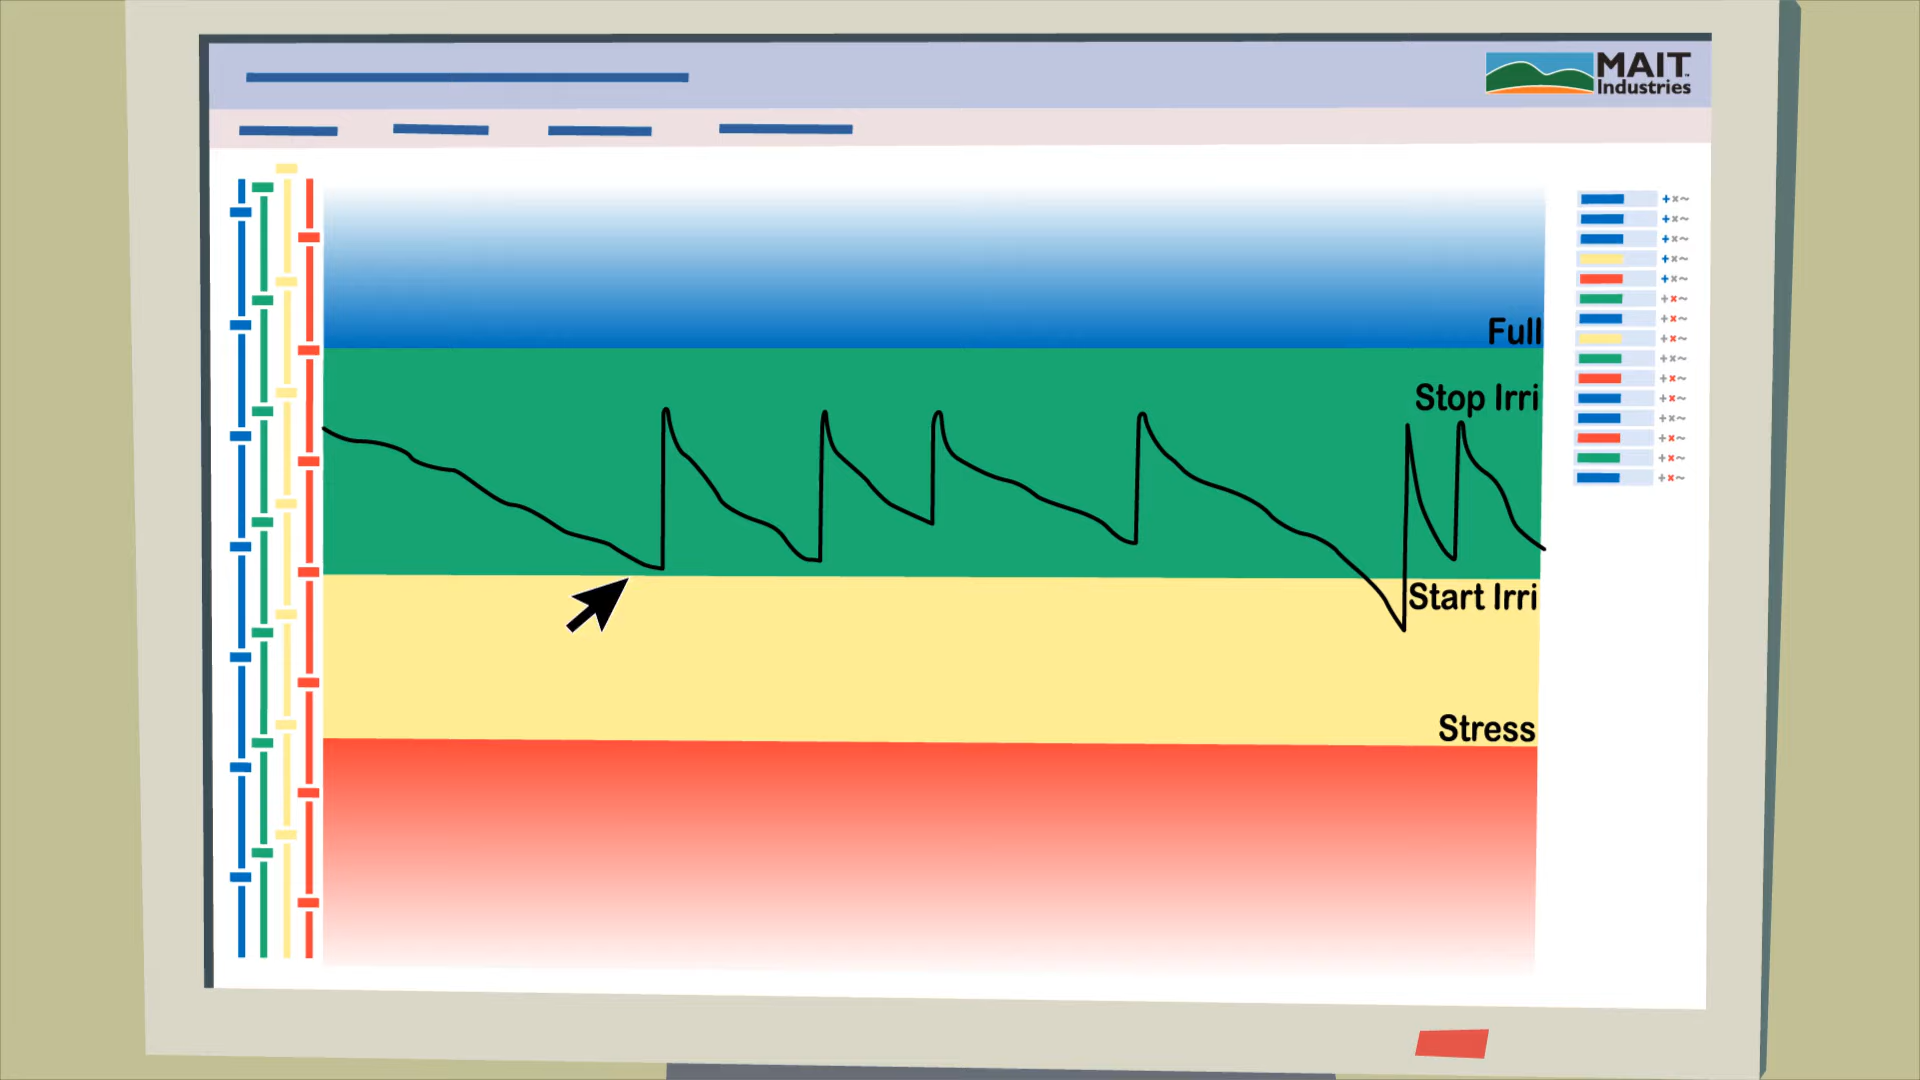 MAIT
Industries
Full
Stop Irri
Start Irri
Stress